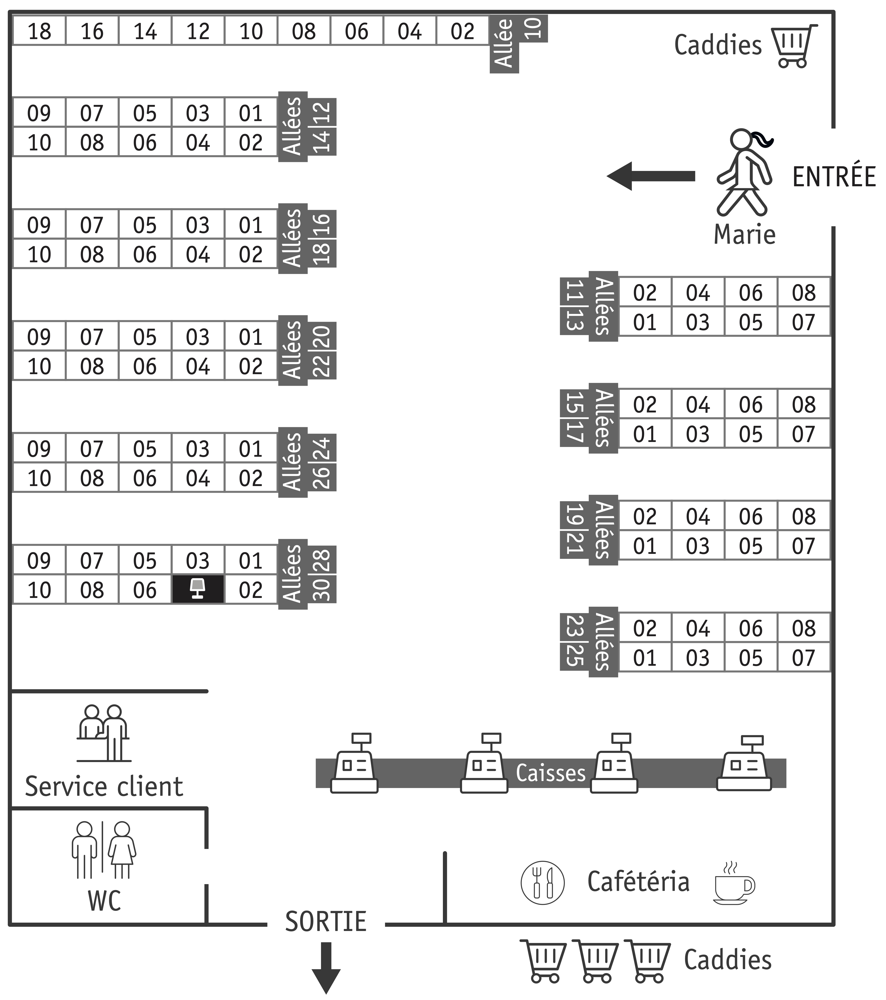 18 16 14 12 10 08 06 04 02
Allée 10
Caddies
09 07 05 03 01
10 08 06 04 02
Allées 12 14
ENTRÉE
Marie
09 07 05 03 01
10 08 06 04 02
Allées 16 18
11 13 Allées
02 04 06 08
01 03 05 07
09 07 05 03 01
10 08 06 04 02
Allées 20 22
15 17 Allées
02 04 06 08
01 03 05 07
09 07 05 03 01
10 08 06 04 02
Allées 24 26
19 21 Allées
02 04 06 08
01 03 05 07
09 07 05 03 01
10 08 06 02
Allées 28 30
23 25 Allées
02 04 06 08
01 03 05 07
Service client
Caisses
WC
Cafétéria
SORTIE
Caddies